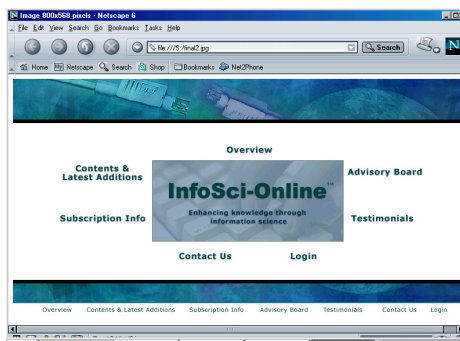 Image 800x568 pixels - Netscape 6
File Edit View Search Go Bookmarks Tasks Help
file:///S:/final2.jpg
Search
Home Netscape Search Shop Bookmarks Net2Phone
Overview
Contents &
Latest Additions
Advisory Board
InfoSci-Online™
Enhancing knowledge through
information science
Subscription Info
Testimonials
Contact Us Login
Overview Contents & Latest Additions Subscription Info Advisory Board Testimonials Contact Us Login